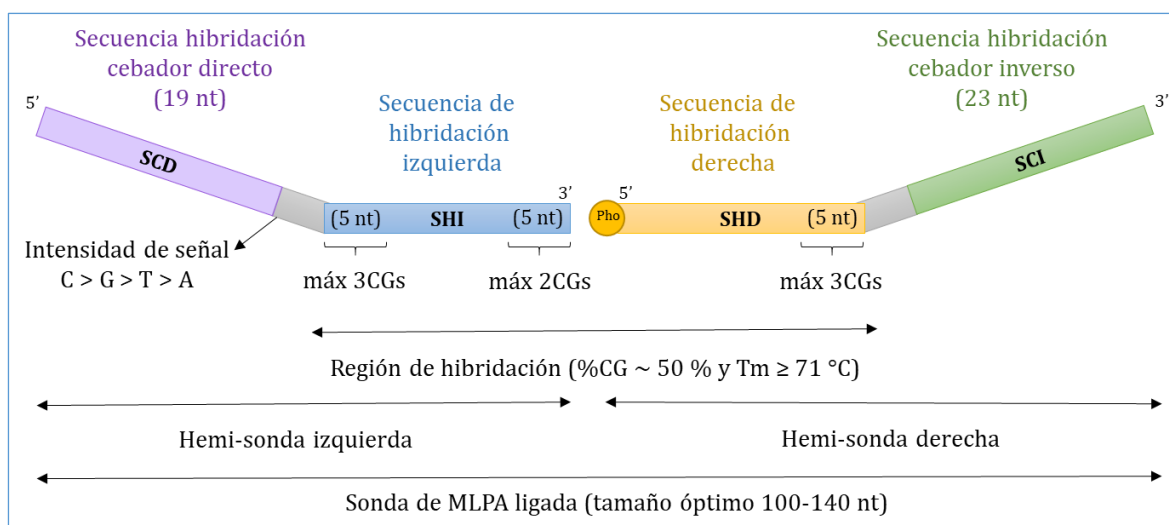 Secuencia hibridación
cebador directo
(19 nt)
Secuencia hibridación
cebador inverso
(23 nt)
5’
3’
Secuencia de
hibridación
izquierda
Secuencia de
hibridación
derecha
SCD
SCI
3’
5’
(5 nt)
SHI
(5 nt)
Pho
SHD
(5 nt)
Intensidad de señal
C > G > T > A
máx 3CGs
máx 2CGs
máx 3CGs
Región de hibridación (%CG ~ 50 % y Tm ≥ 71 °C)
Hemi-sonda izquierda
Hemi-sonda derecha
Sonda de MLPA ligada (tamaño óptimo 100-140 nt)